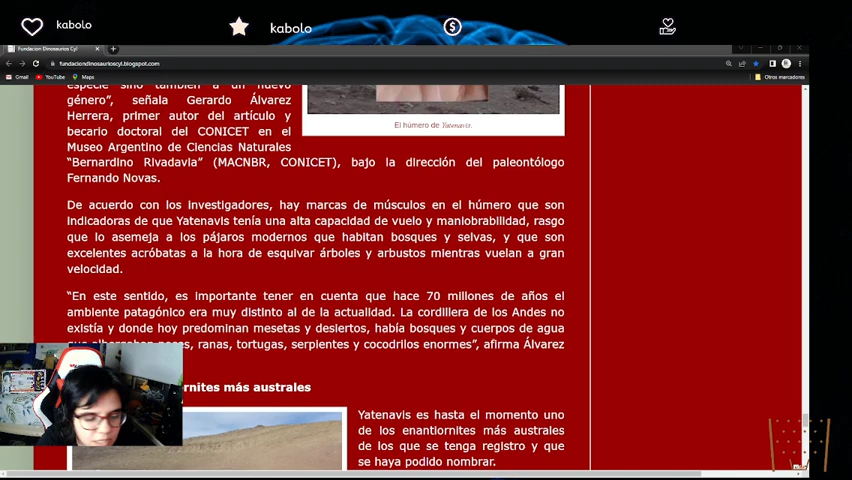 kabolo
kabolo
Fundacion Dinosaurios Cyl
fundaciondinosaurioscyl.blogspot.com
Gmail
YouTube
Maps
Otros marcadores
especie sino también a un nuevo
género”, señala Gerardo Álvarez
Herrera, primer autor del artículo y
becario doctoral del CONICET en el
Museo Argentino de Ciencias Naturales
“Bernardino Rivadavia” (MACNBR, CONICET), bajo la dirección del paleontólogo
Fernando Novas.
El húmero de Yatenavis.
De acuerdo con los investigadores, hay marcas de músculos en el húmero que son
indicadoras de que Yatenavis tenía una alta capacidad de vuelo y maniobrabilidad, rasgo
que lo asemeja a los pájaros modernos que habitan bosques y selvas, y que son
excelentes acróbatas a la hora de esquivar árboles y arbustos mientras vuelan a gran
velocidad.
“En este sentido, es importante tener en cuenta que hace 70 millones de años el
ambiente patagónico era muy distinto al de la actualidad. La cordillera de los Andes no
existía y donde hoy predominan mesetas y desiertos, había bosques y cuerpos de agua
que albergaban peces, ranas, tortugas, serpientes y cocodrilos enormes”, afirma Álvarez
rnites más australes
Yatenavis es hasta el momento uno
de los enantiornites más australes
de los que se tenga registro y que
se haya podido nombrar.